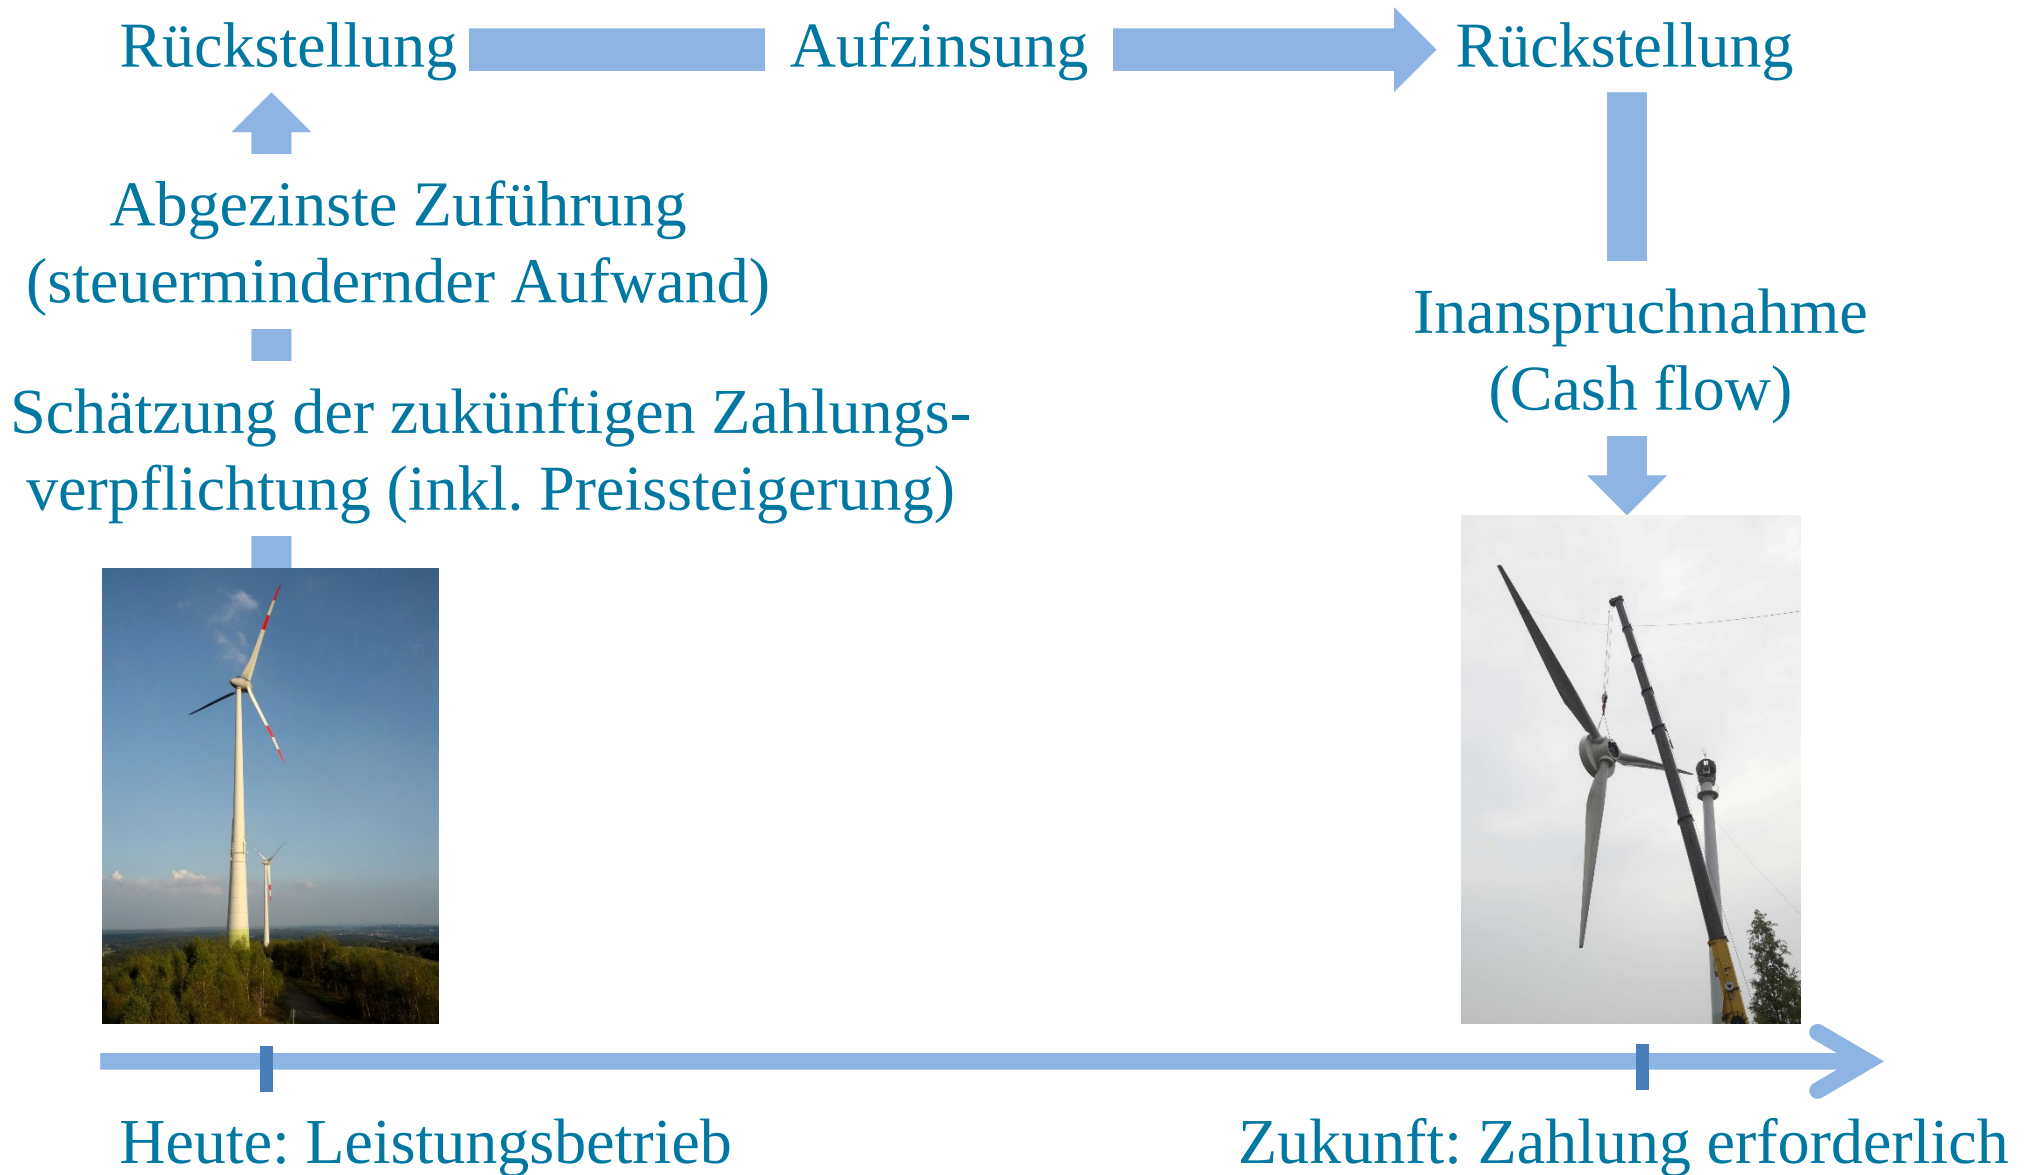 Rückstellung Aufzinsung Rückstellung
Abgezinste Zuführung
(steuermindernder Aufwand)
Schätzung der zukünftigen Zahlungs-
verpflichtung (inkl. Preissteigerung)
Inanspruchnahme
(Cash flow)
Heute: Leistungsbetrieb
Zukunft: Zahlung erforderlich